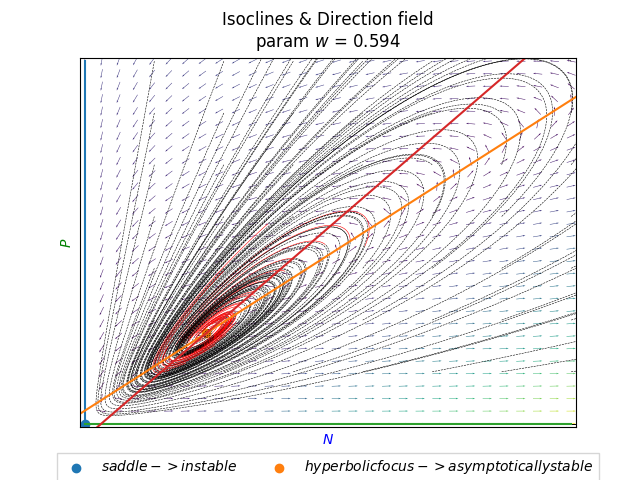 Isoclines & Direction field
param w = 0.594
P
N
saddle − > instable
hyperbolicfocus − > asymptoticallystable